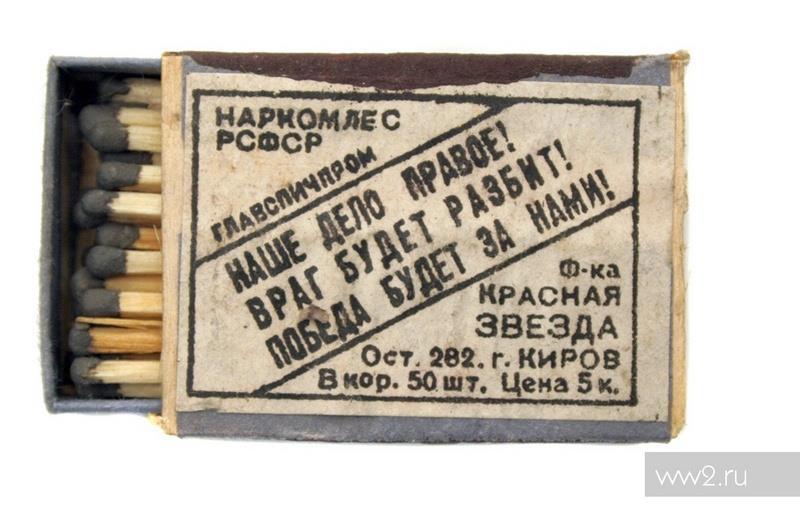 НАРКОМЛЕС
РСФСР
ГЛАВСПИЧПРОМ
НАШЕ ДЕЛО ПРАВОЕ!
ВРАГ БУДЕТ РАЗБИТ!
ПОБЕДА БУДЕТ ЗА НАМИ!
Ф-ка
КРАСНАЯ
ЗВЕЗДА
Ост. 282. г. КИРОВ
В кор. 50 шт. Цена 5 к.
ww2.ru